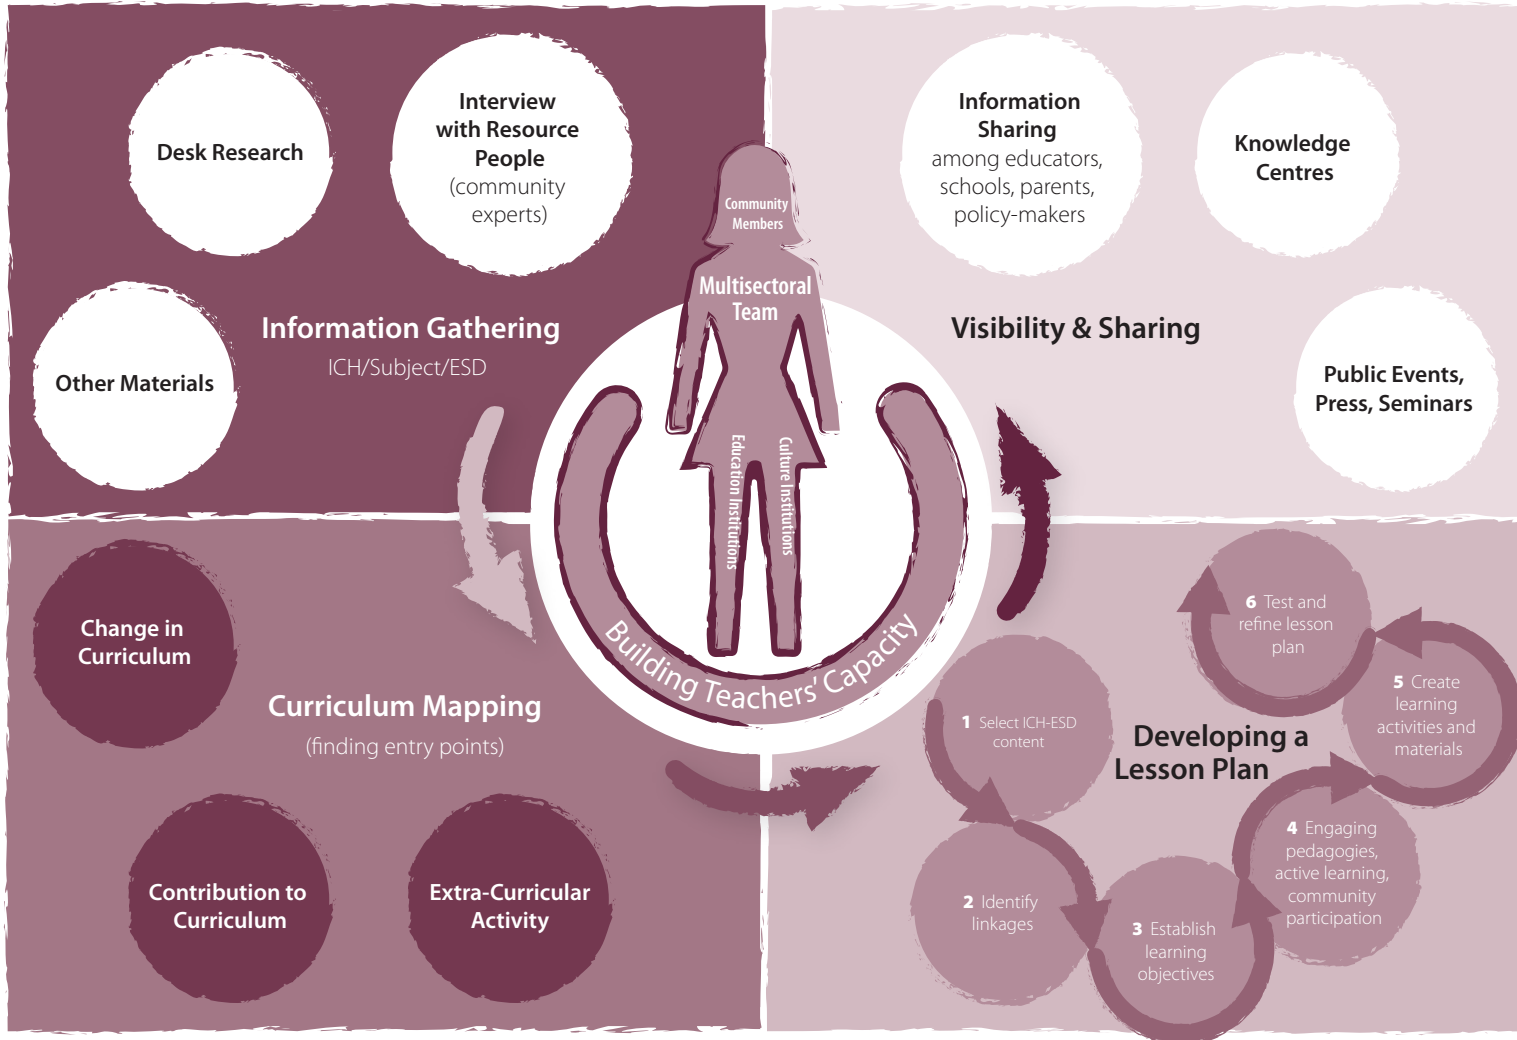 Desk Research
Interview
with Resource
People
(community
experts)
Other Materials
Information Gathering
ICH/Subject/ESD
Community
Members
Multisectoral
Team
Education Institutions
Culture Institutions
Building Teachers' Capacity
Information
Sharing
among educators,
schools, parents,
policy-makers
Knowledge
Centres
Visibility & Sharing
Public Events,
Press, Seminars
Change in
Curriculum
Curriculum Mapping
(finding entry points)
Contribution to
Curriculum
Extra-Curricular
Activity
Developing a
Lesson Plan
1 Select ICH-ESD
content
2 Identify
linkages
3 Establish
learning
objectives
4 Engaging
pedagogies,
active learning,
community
participation
5 Create
learning
activities and
materials
6 Test and
refine lesson
plan